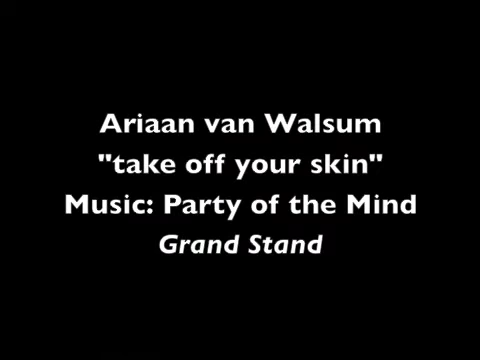 Ariaan van Walsum
"take off your skin"
Music: Party of the Mind
Grand Stand